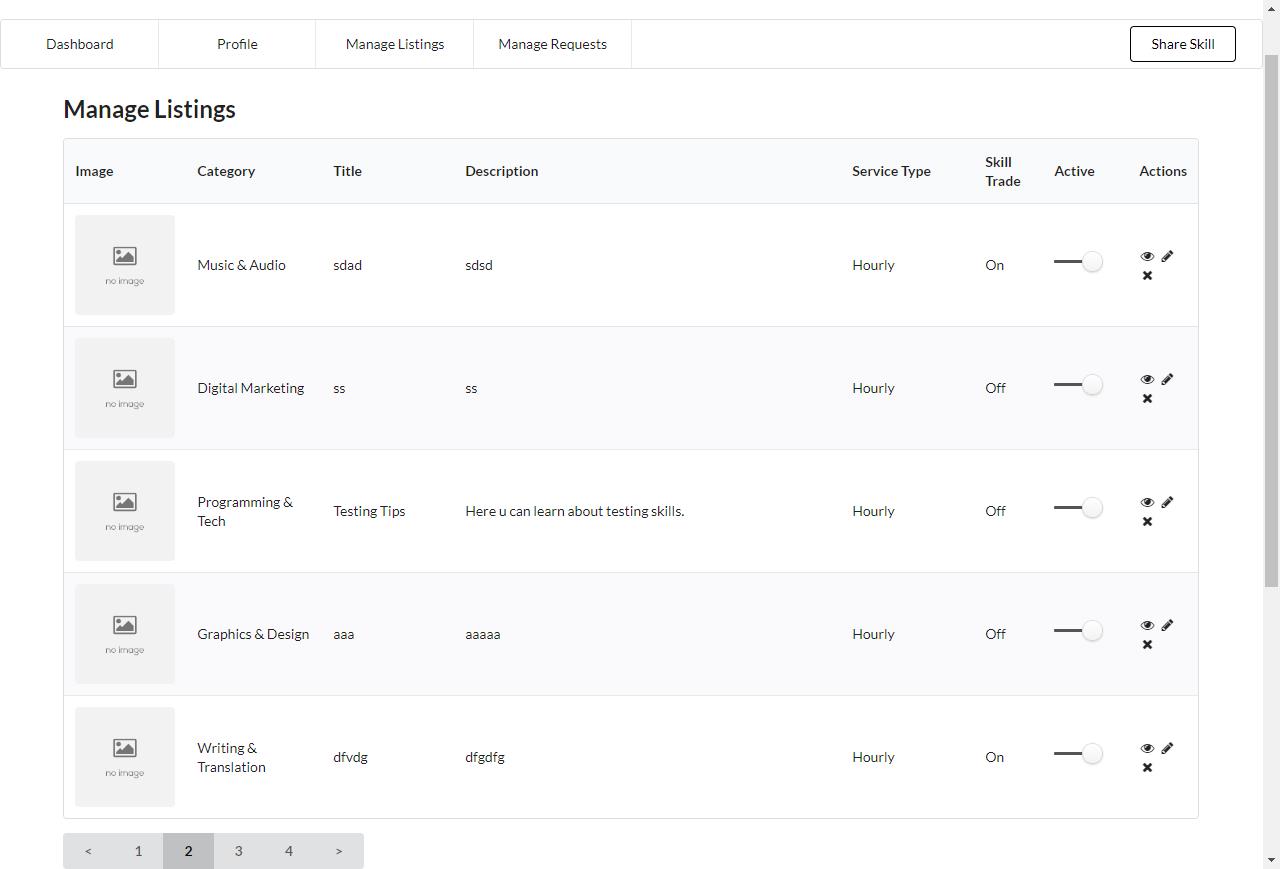 Dashboard Profile Manage Listings Manage Requests Share Skill
Manage Listings
Image Category Title Description Service Type Skill Trade Active Actions
no image Music & Audio sdad sdsd Hourly On
no image Digital Marketing ss ss Hourly Off
no image Programming & Tech Testing Tips Here u can learn about testing skills. Hourly Off
no image Graphics & Design aaa aaaaa Hourly Off
no image Writing & Translation dfvdg dfgdfg Hourly On
< 1 2 3 4 >